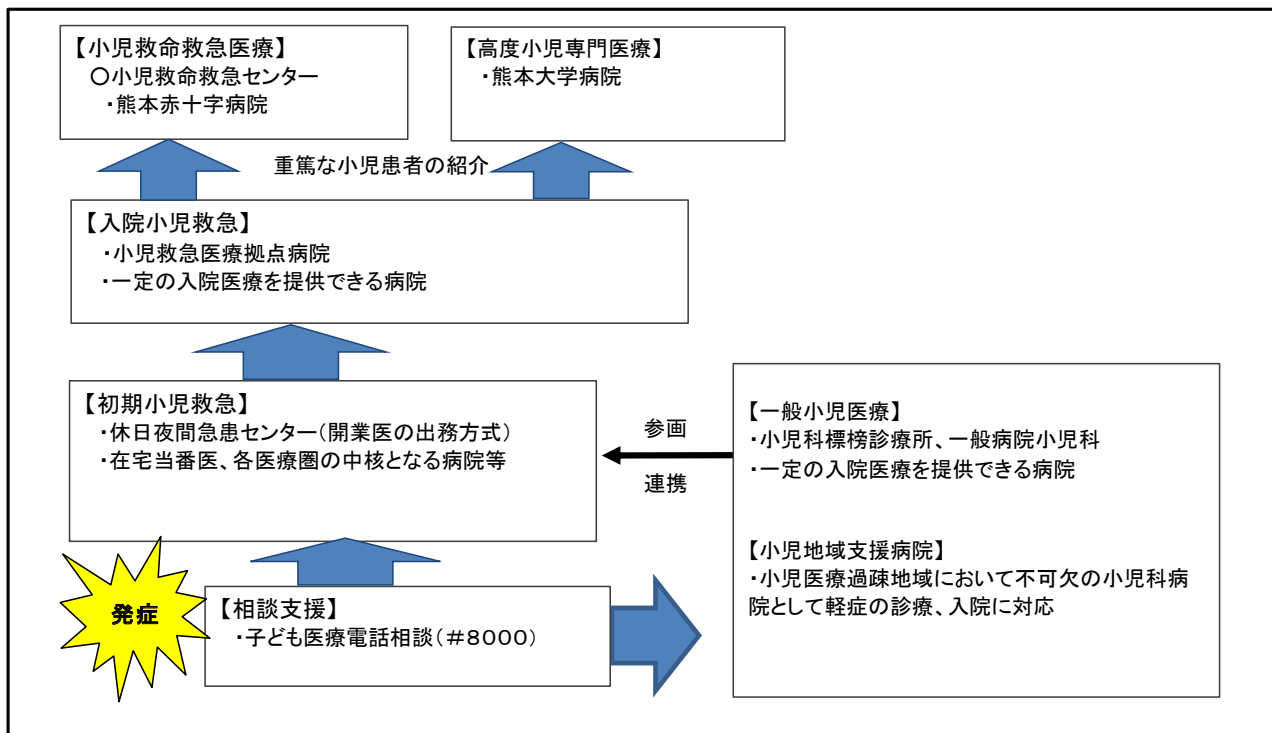 【小児救命救急医療】
〇小児救命救急センター
・熊本赤十字病院
【高度小児専門医療】
・熊本大学病院
重篤な小児患者の紹介
【入院小児救急】
・小児救急医療拠点病院
・一定の入院医療を提供できる病院
【初期小児救急】
・休日夜間急患センター(開業医の出務方式)
・在宅当番医、各医療圏の中核となる病院等
参画
連携
【一般小児医療】
・小児科標榜診療所、一般病院小児科
・一定の入院医療を提供できる病院
【小児地域支援病院】
・小児医療過疎地域において不可欠の小児科病
院として軽症の診療、入院に対応
発症
【相談支援】
・子ども医療電話相談(#8000)